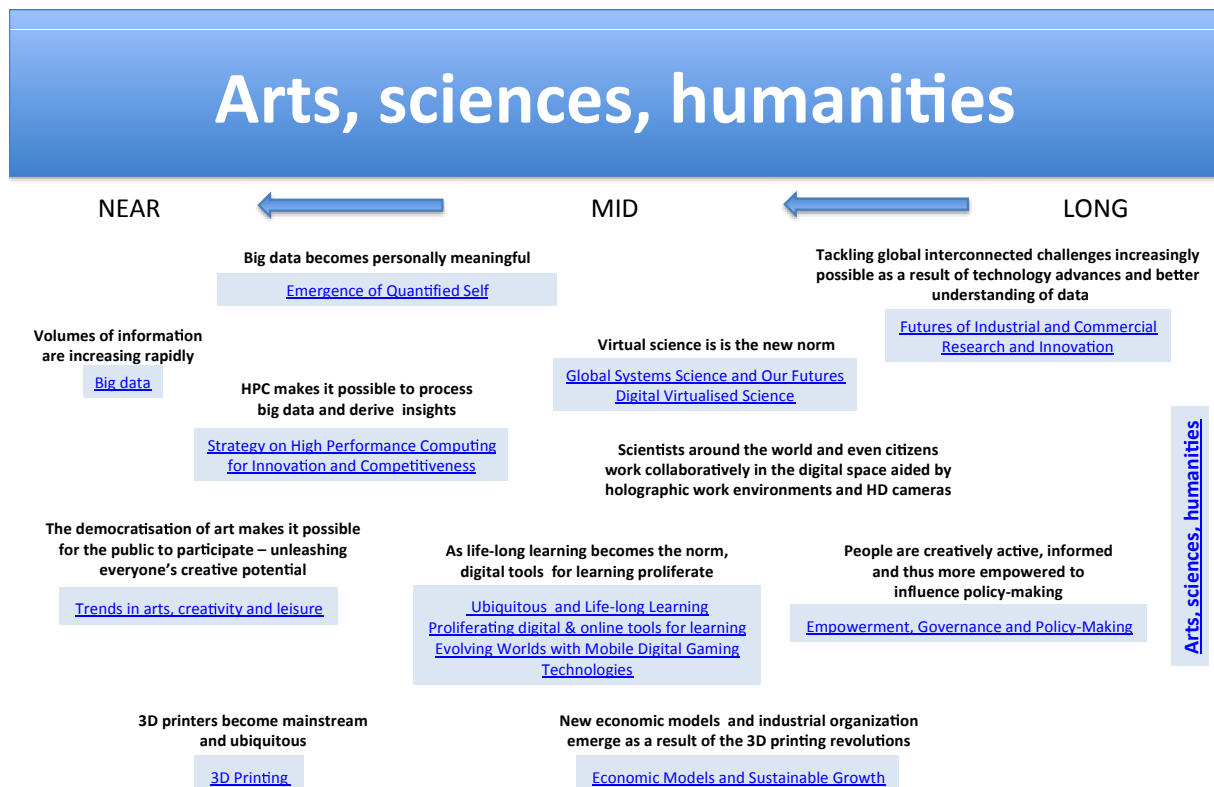 Arts, sciences, humanities
NEAR
MID
LONG
Big data becomes personally meaningful
Emergence of Quantified Self
Tackling global interconnected challenges increasingly
possible as a result of technology advances and better
understanding of data
Futures of Industrial and Commercial
Research and Innovation
Volumes of information
are increasing rapidly
Big data
Virtual science is is the new norm
Global Systems Science and Our Futures
Digital Virtualised Science
HPC makes it possible to process
big data and derive insights
Strategy on High Performance Computing
for Innovation and Competitiveness
Scientists around the world and even citizens
work collaboratively in the digital space aided by
holographic work environments and HD cameras
Arts, sciences, humanities
The democratisation of art makes it possible
for the public to participate – unleashing
everyone's creative potential
Trends in arts, creativity and leisure
As life-long learning becomes the norm,
digital tools for learning proliferate
Ubiquitous and Life-long Learning
Proliferating digital & online tools for learning
Evolving Worlds with Mobile Digital Gaming
Technologies
People are creatively active, informed
and thus more empowered to
influence policy-making
Empowerment, Governance and Policy-Making
3D printers become mainstream
and ubiquitous
3D Printing
New economic models and industrial organization
emerge as a result of the 3D printing revolutions
Economic Models and Sustainable Growth